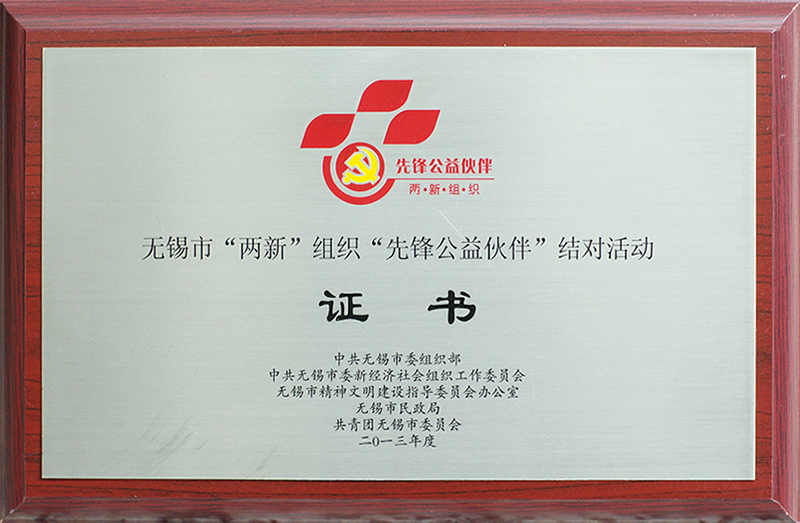 先锋公益伙伴
两·新·组·织
无锡市“两新”组织“先锋公益伙伴”结对活动
证 书
中共无锡市委组织部
中共无锡市委新经济社会组织工作委员会
无锡市精神文明建设指导委员会办公室
无锡市民政局
共青团无锡市委员会
二〇一三年度